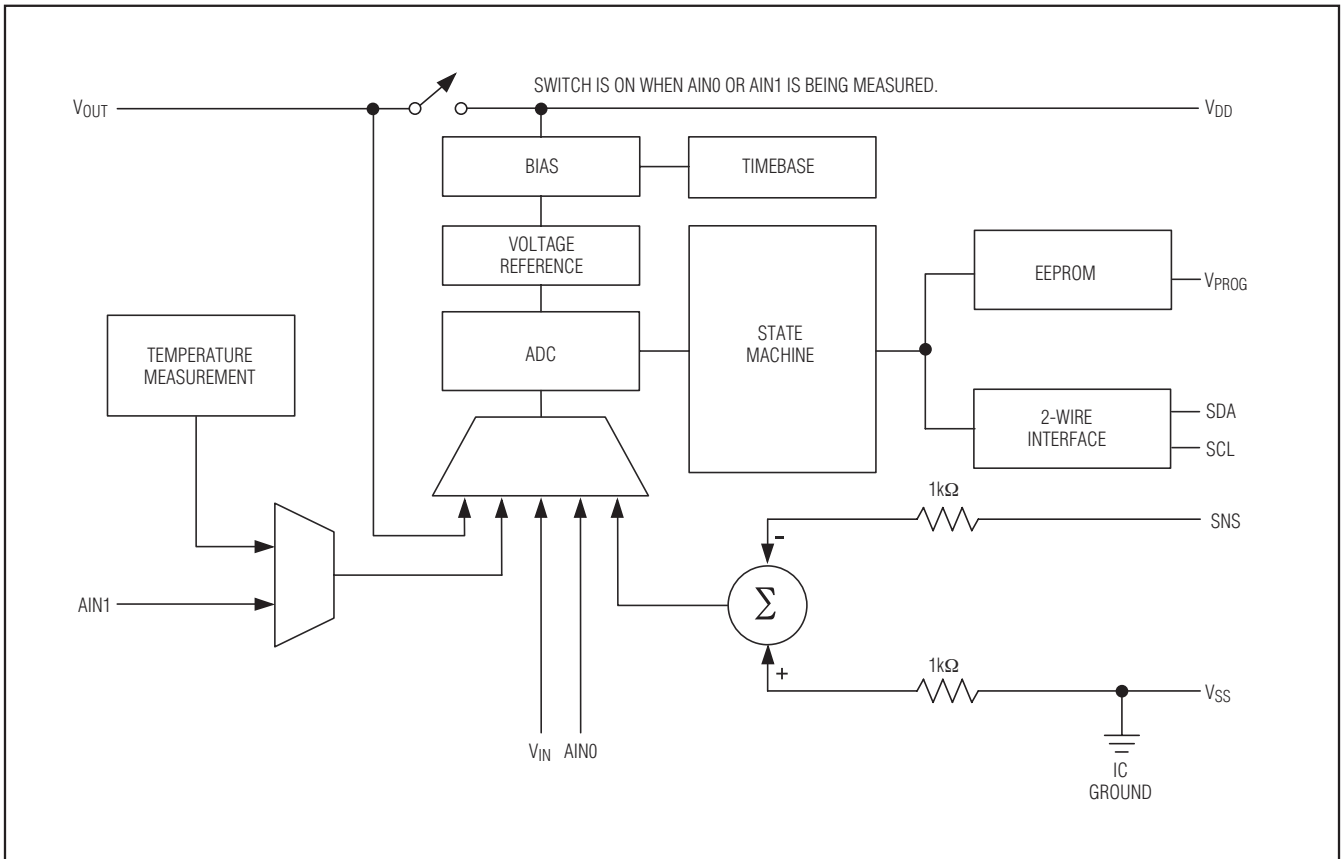 SWITCH IS ON WHEN AIN0 OR AIN1 IS BEING MEASURED.
VOUT
VDD
BIAS
TIMEBASE
VOLTAGE
REFERENCE
EEPROM
VPROG
STATE
MACHINE
ADC
TEMPERATURE
MEASUREMENT
2-WIRE
INTERFACE
SDA
SCL
1kΩ
SNS
-
AIN1
Σ
+
1kΩ
VSS
VIN
AIN0
IC
GROUND